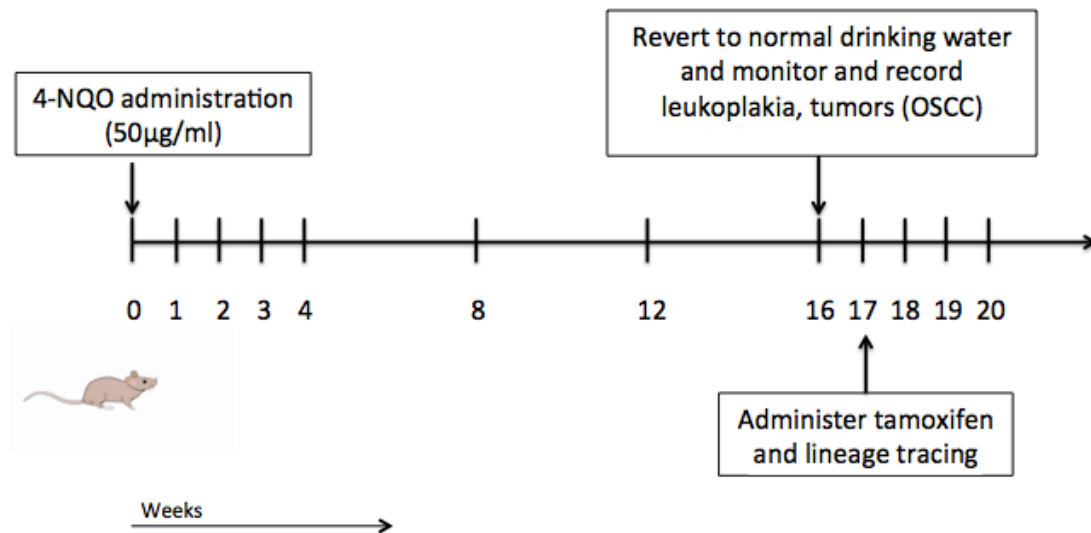 4-NQO administration
(50µg/ml)
Revert to normal drinking water
and monitor and record
leukoplakia, tumors (OSCC)
0 1 2 3 4 8 12 16 17 18 19 20
Administer tamoxifen
and lineage tracing
Weeks